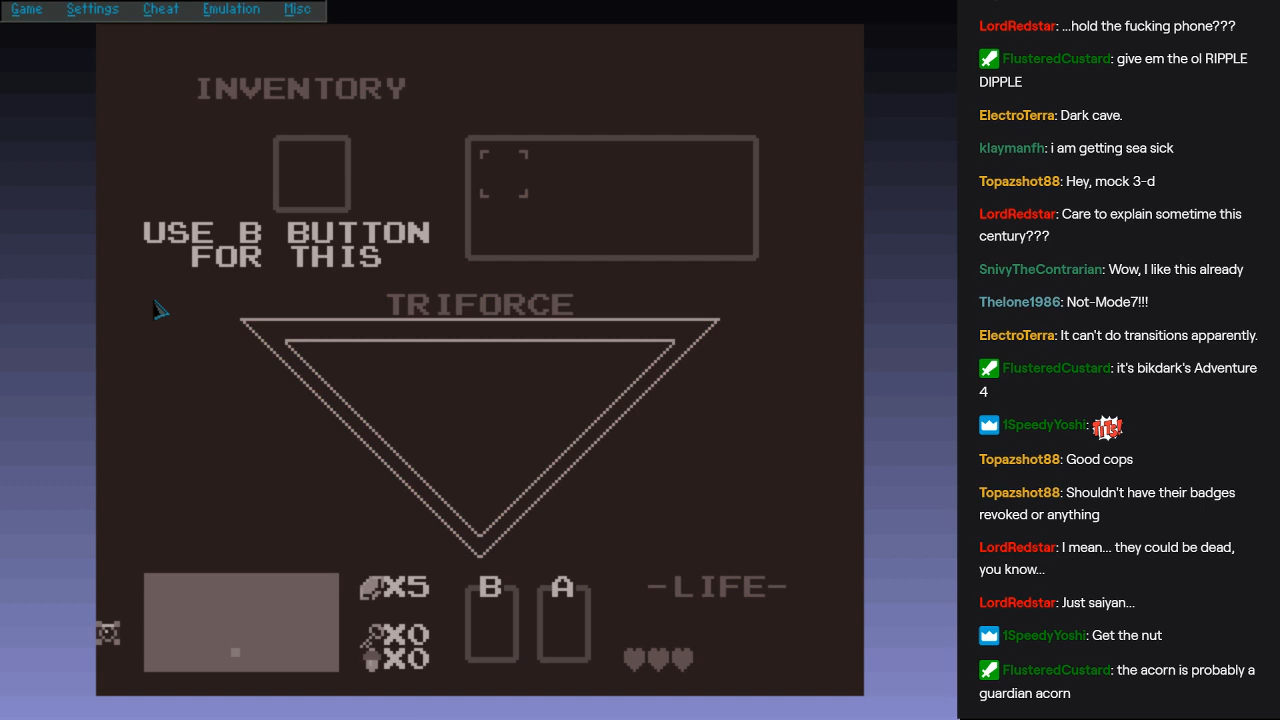 Game Settings Cheat Emulation Misc
INVENTORY
USE B BUTTON
FOR THIS
TRIFORCE
X5
X0
X0
B A
-LIFE-
LordRedstar: ...hold the fucking phone???
FlusteredCustard: give em the ol RIPPLE
DIPPLE
ElectroTerra: Dark cave.
klaymanfh: i am getting sea sick
Topazshot88: Hey, mock 3-d
LordRedstar: Care to explain sometime this
century???
SnivyTheContrarian: Wow, I like this already
Thelone1986: Not-Mode7!!!
ElectroTerra: It can't do transitions apparently.
FlusteredCustard: it's bikdark's Adventure
4
1SpeedyYoshi:
Topazshot88: Good cops
Topazshot88: Shouldn't have their badges
revoked or anything
LordRedstar: I mean... they could be dead,
you know...
LordRedstar: Just saiyan...
1SpeedyYoshi: Get the nut
FlusteredCustard: the acorn is probably a
guardian acorn